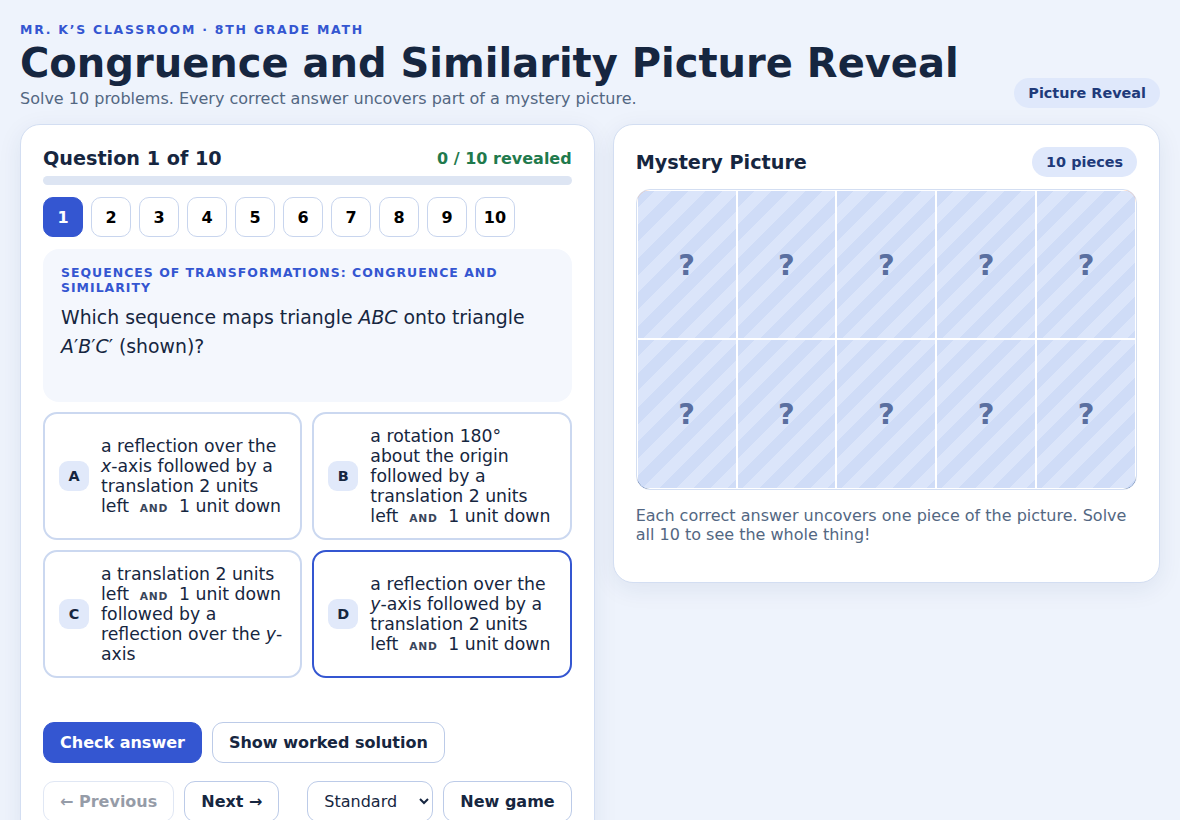 MR. K’S CLASSROOM · 8TH GRADE MATH
Congruence and Similarity Picture Reveal
Solve 10 problems. Every correct answer uncovers part of a mystery picture.
Picture Reveal
Question 1 of 10
0 / 10 revealed
1 2 3 4 5 6 7 8 9 10
SEQUENCES OF TRANSFORMATIONS: CONGRUENCE AND
SIMILARITY
Which sequence maps triangle ABC onto triangle
A′B′C′ (shown)?
A
a reflection over the
x-axis followed by a
translation 2 units
left AND 1 unit down
B
a rotation 180°
about the origin
followed by a
translation 2 units
left AND 1 unit down
C
a translation 2 units
left AND 1 unit down
followed by a
reflection over the y-
axis
D
a reflection over the
y-axis followed by a
translation 2 units
left AND 1 unit down
Check answer
Show worked solution
← Previous
Next →
Standard
New game
Mystery Picture
10 pieces
? ? ? ? ?
? ? ? ? ?
Each correct answer uncovers one piece of the picture. Solve
all 10 to see the whole thing!